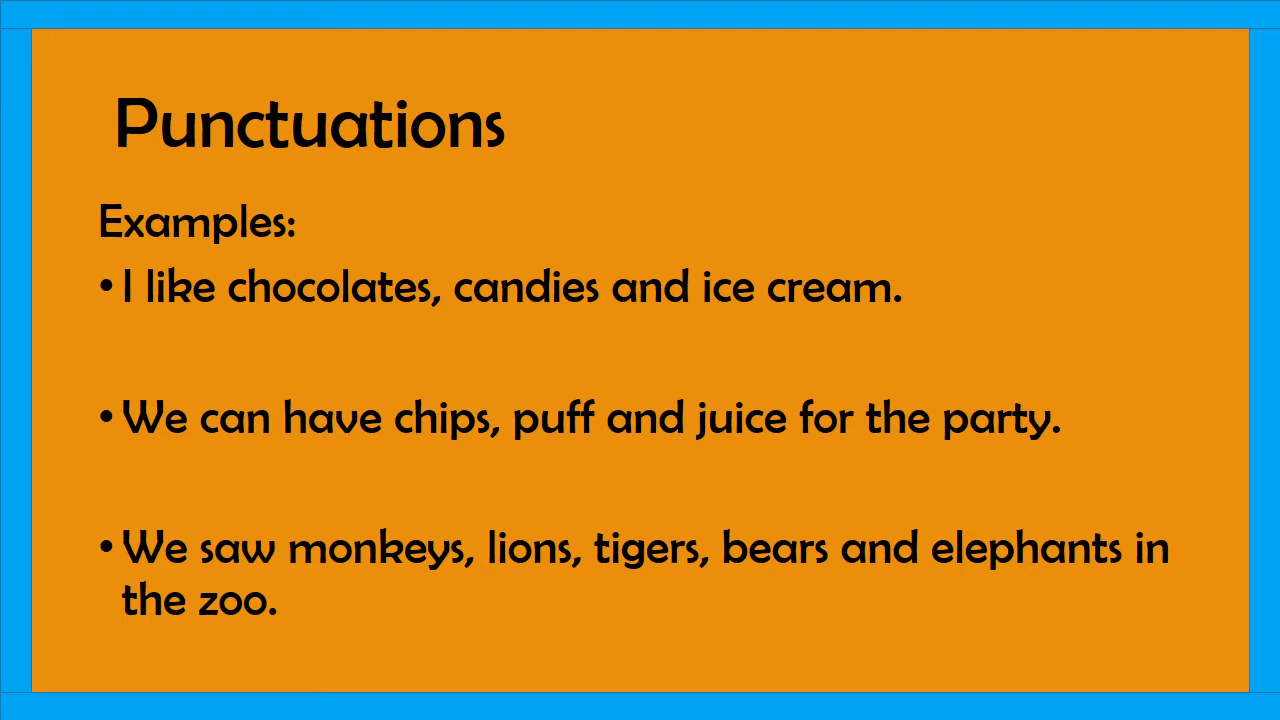 Punctuations
Examples:
• I like chocolates, candies and ice cream.
• We can have chips, puff and juice for the party.
• We saw monkeys, lions, tigers, bears and elephants in
the zoo.